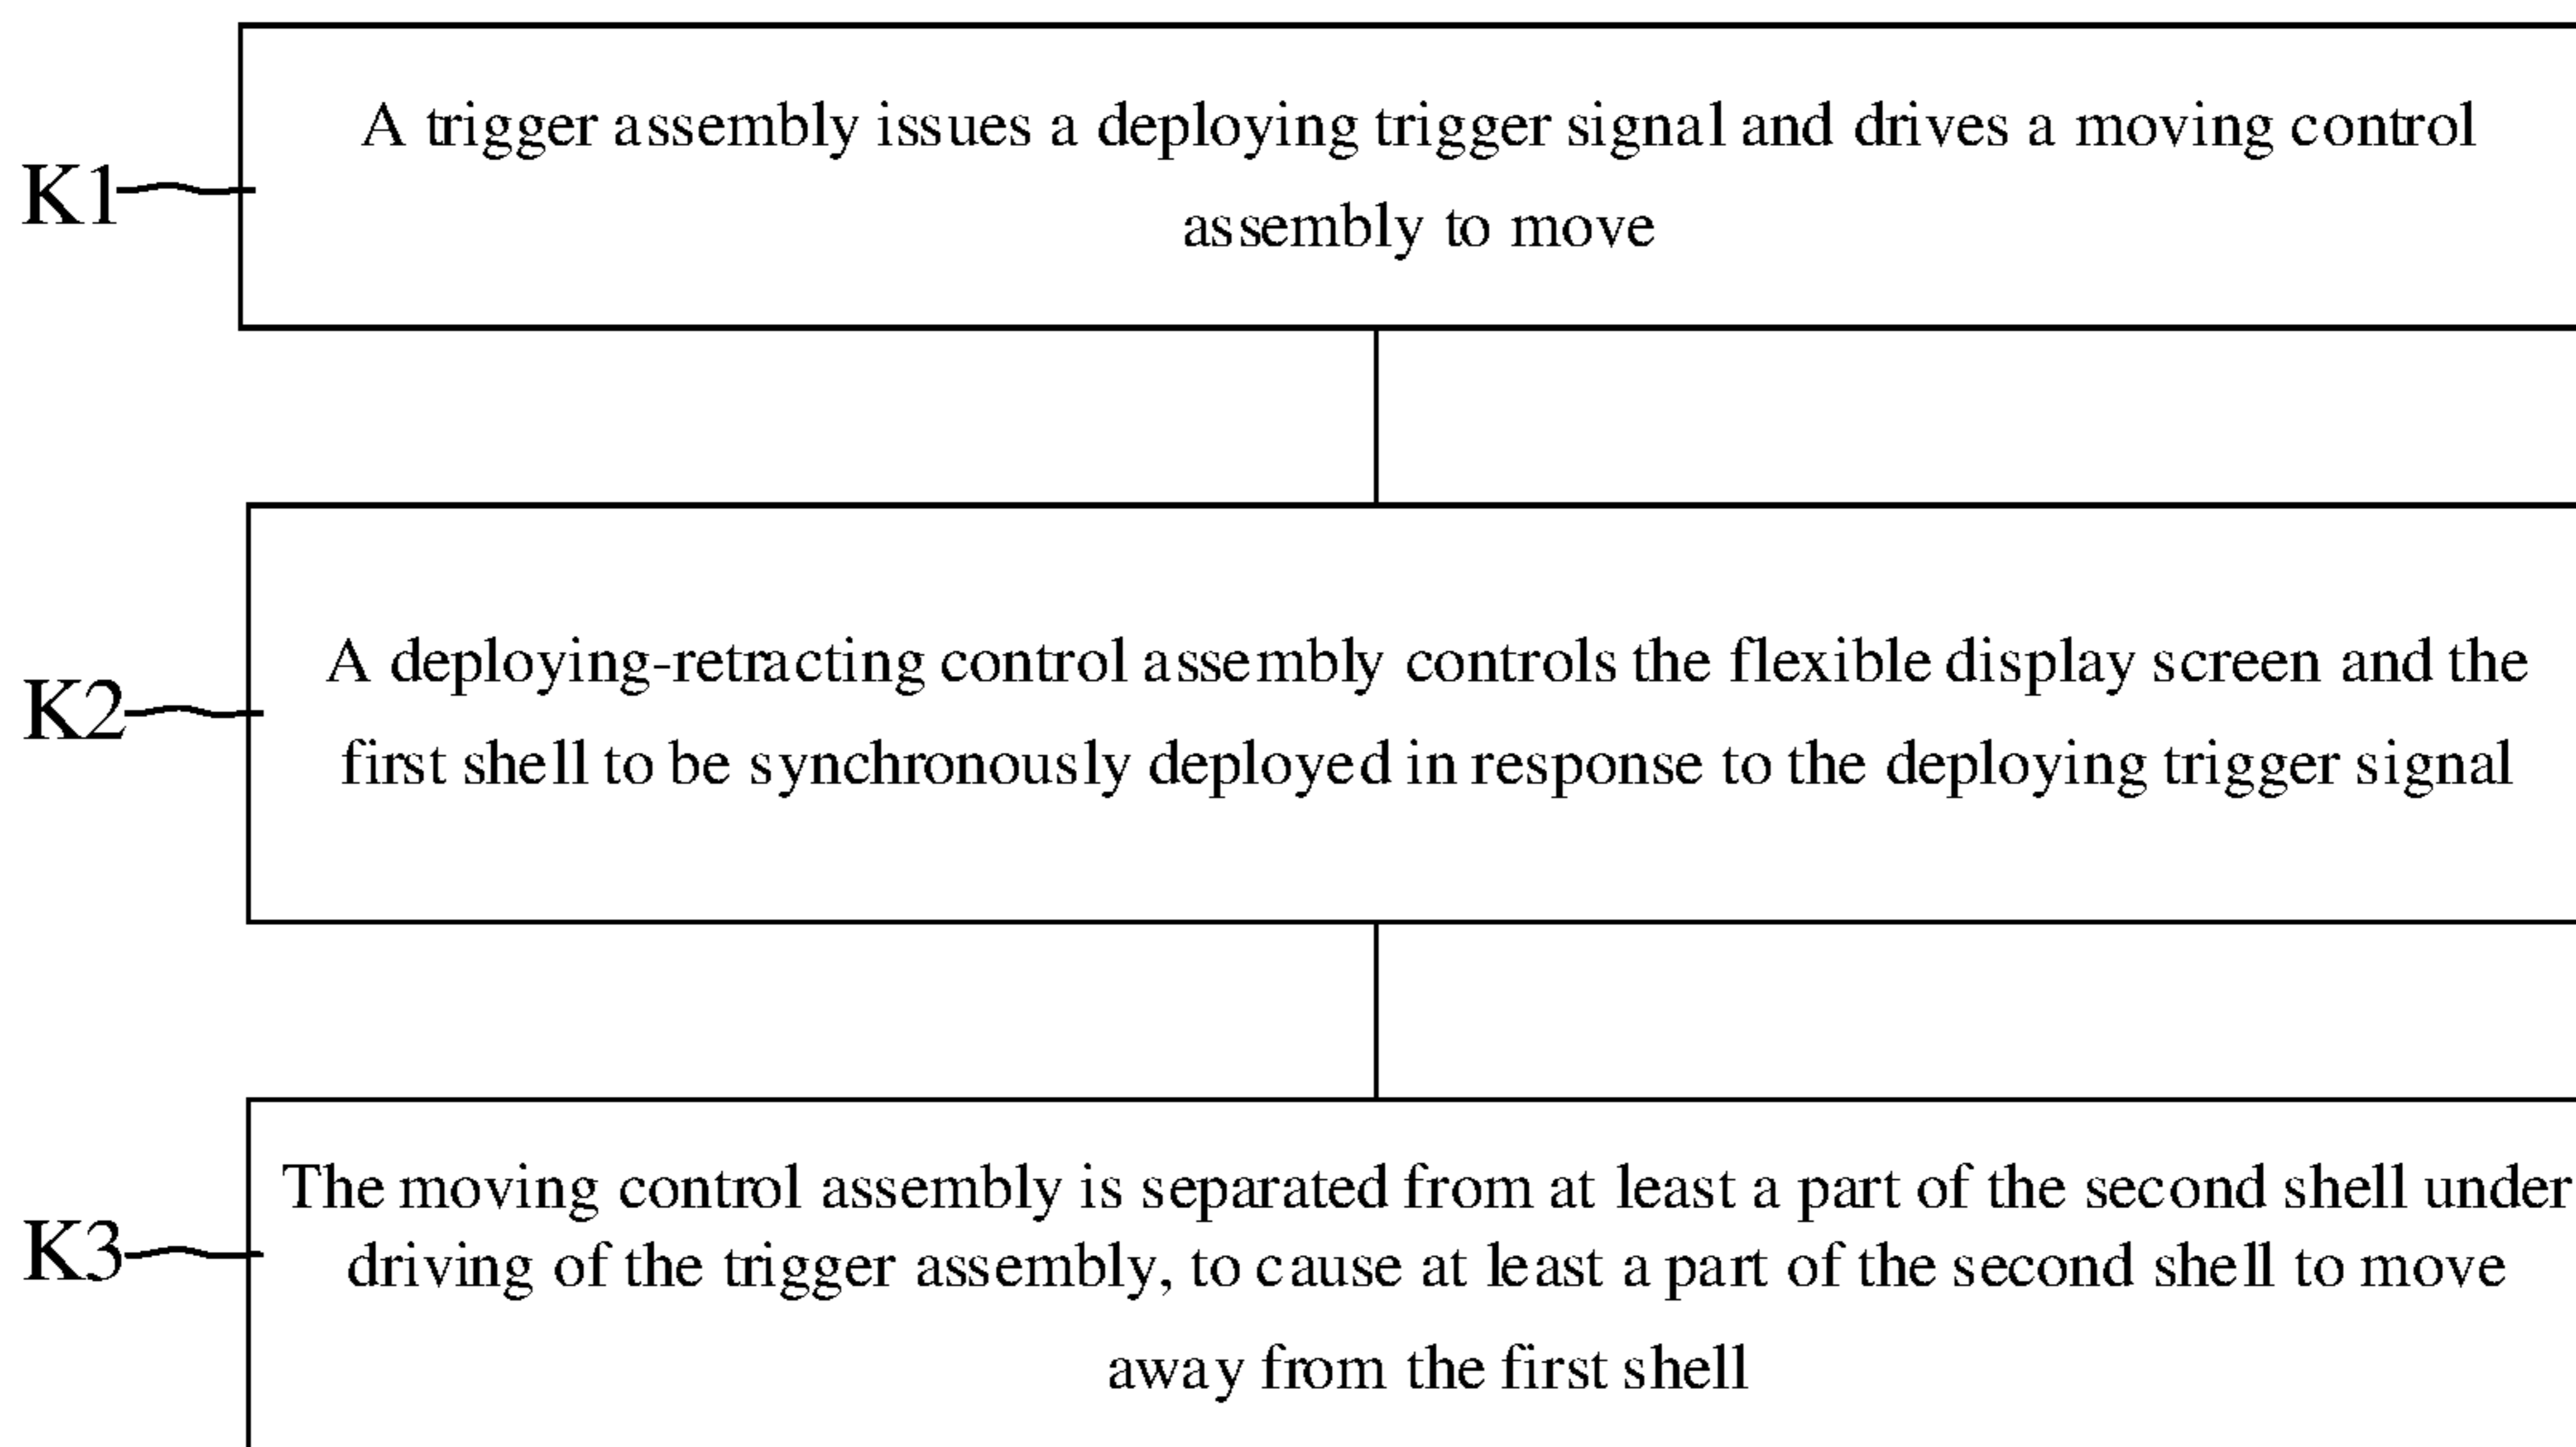 A trigger assembly issues a deploying trigger signal and drives a moving control
assembly to move
K1
A deploying-retracting control assembly controls the flexible display screen and the
first shell to be synchronously deployed in response to the deploying trigger signal
K2
The moving control assembly is separated from at least a part of the second shell under
driving of the trigger assembly, to cause at least a part of the second shell to move
away from the first shell
K3